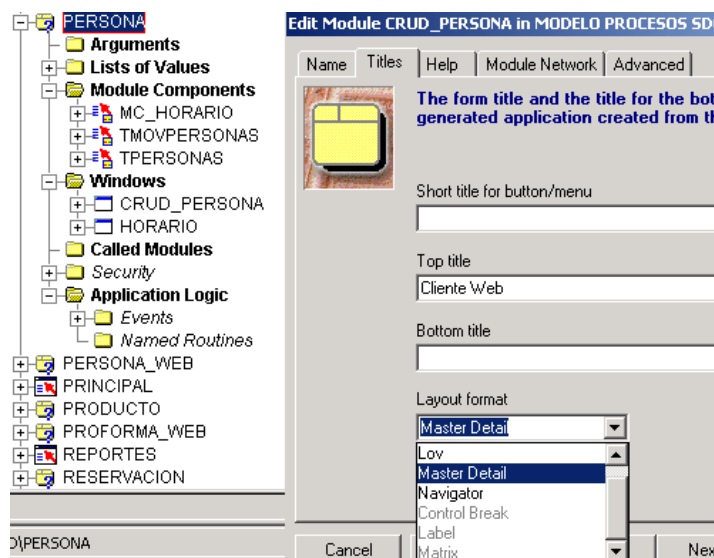 PERSONA
Arguments
Lists of Values
Module Components
MC_HORARIO
TMOVPERSONAS
TPERSONAS
Windows
CRUD_PERSONA
HORARIO
Called Modules
Security
Application Logic
Events
Named Routines
PERSONA_WEB
PRINCIPAL
PRODUCTO
PROFORMA_WEB
REPORTES
RESERVACION
O\PERSONA
Edit Module CRUD_PERSONA in MODELO PROCESOS SD
Name Titles Help Module Network Advanced
The form title and the title for the bot
generated application created from th
Short title for button/menu
Top title
Cliente Web
Bottom title
Layout format
Master Detail
Lov
Master Detail
Navigator
Control Break
Label
Matrix
Cancel
Nex